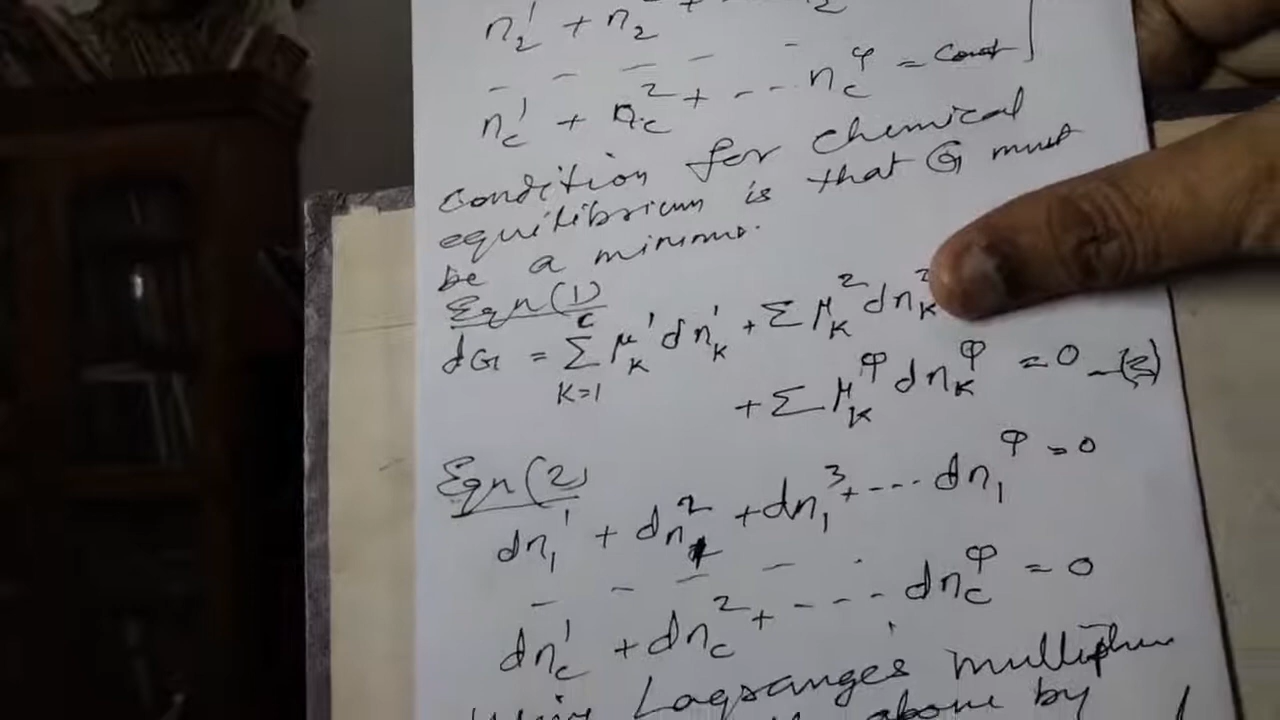 n₂¹ + n₂² +
- - - - -
n_c¹ + n_c² + - - .. n_c^φ = Const
Condition for chemical
equilibrium is that G must
be a minimum.
Eqn (1)
dG = Σ_{K=1}^{c} μ_K¹ dn_K¹ + Σ μ_K² dn_K²
+ Σ μ_K^φ dn_K^φ = 0 —(3)
Eqn (2)
dn₁¹ + dn₁² + dn₁³ + --- dn₁^φ = 0
- - - - -
dn_c¹ + dn_c² + - - - - dn_c^φ = 0
Lagranges multiplier
above by